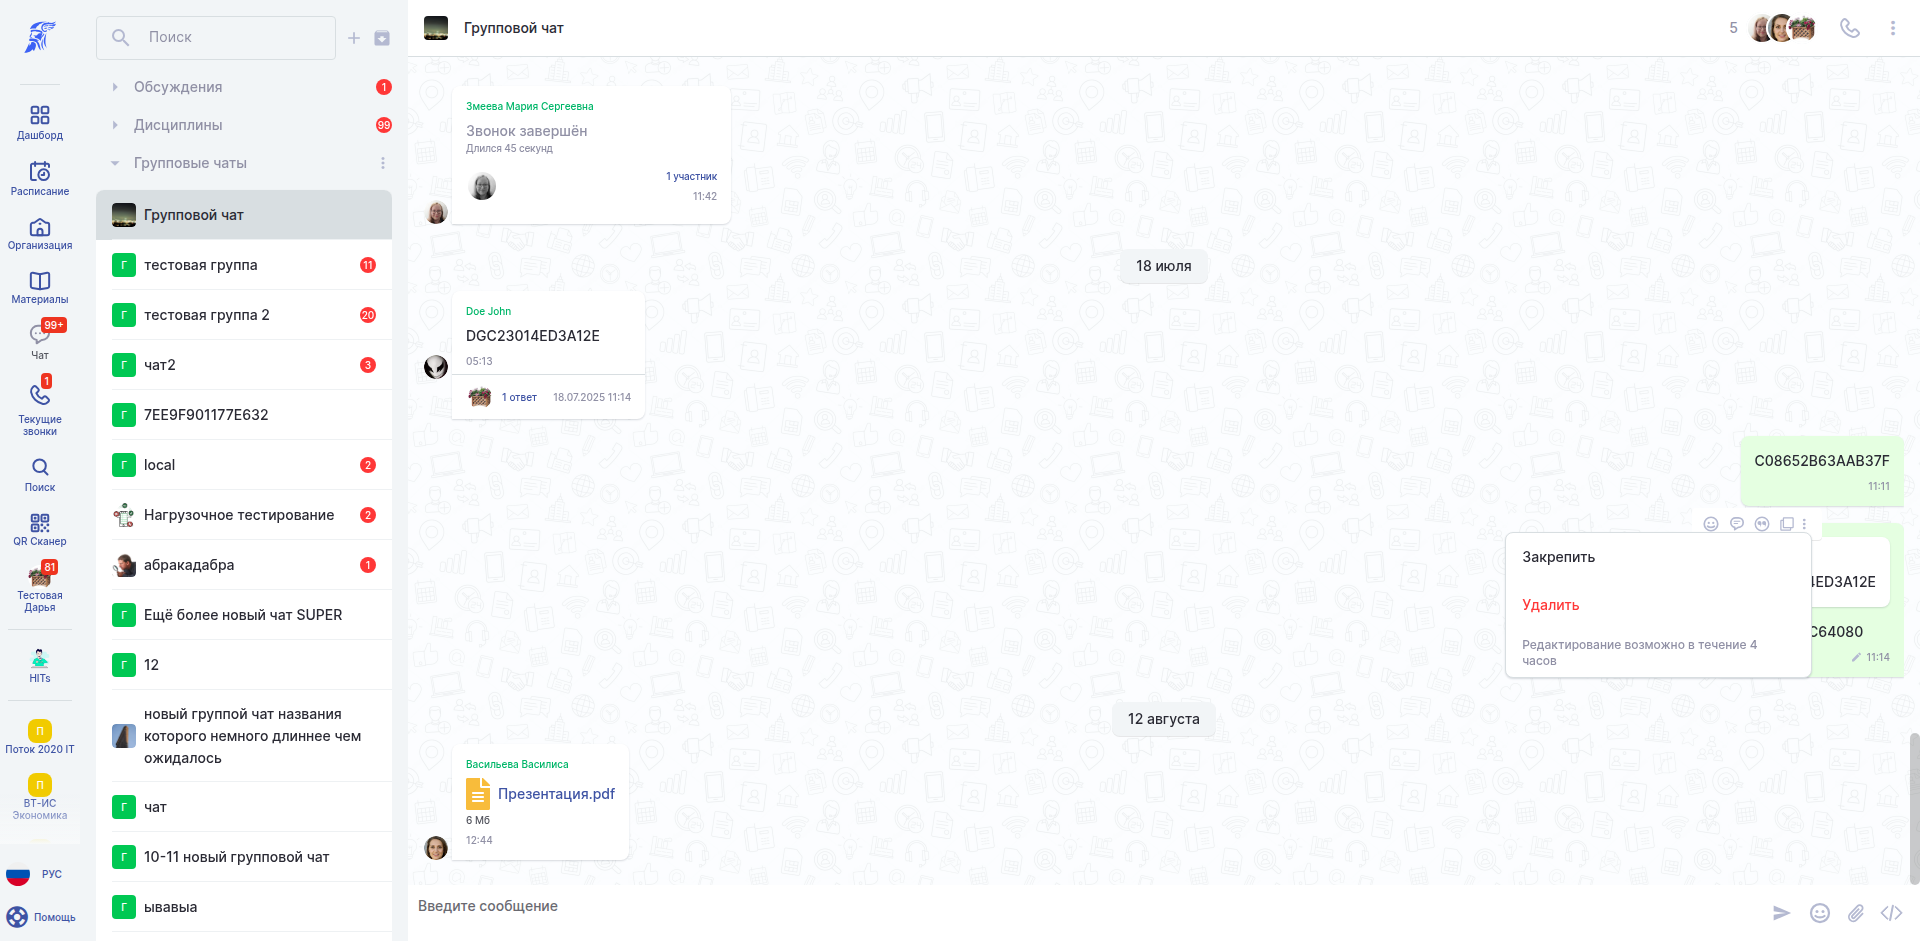 Поиск
Обсуждения
1
Дисциплины
99
Групповые чаты
Групповой чат
тестовая группа
11
тестовая группа 2
20
чат2
3
7EE9F901177E632
local
2
Нагрузочное тестирование
2
абракадабра
1
Ещё более новый чат SUPER
12
новый группой чат названия
которого немного длиннее чем
ожидалось
чат
10-11 новый групповой чат
ывавыа
Дашборд
Расписание
Организация
Материалы
99+
Чат
1
Текущие
звонки
Поиск
QR Сканер
81
Тестовая
Дарья
HITs
П
Поток 2020 IT
П
ВТ-ИС
Экономика
РУС
Помощь
Г
Г
Г
Г
Г
Г
Г
Г
Г
Г
Групповой чат
5
Змеева Мария Сергеевна
Звонок завершён
Длился 45 секунд
1 участник
11:42
18 июля
Doe John
DGC23014ED3A12E
05:13
1 ответ
18.07.2025 11:14
C08652B63AAB37F
11:11
Закрепить
Удалить
Редактирование возможно в течение 4
часов
4ED3A12E
C64080
11:14
12 августа
Васильева Василиса
Презентация.pdf
6 Мб
12:44
Введите сообщение